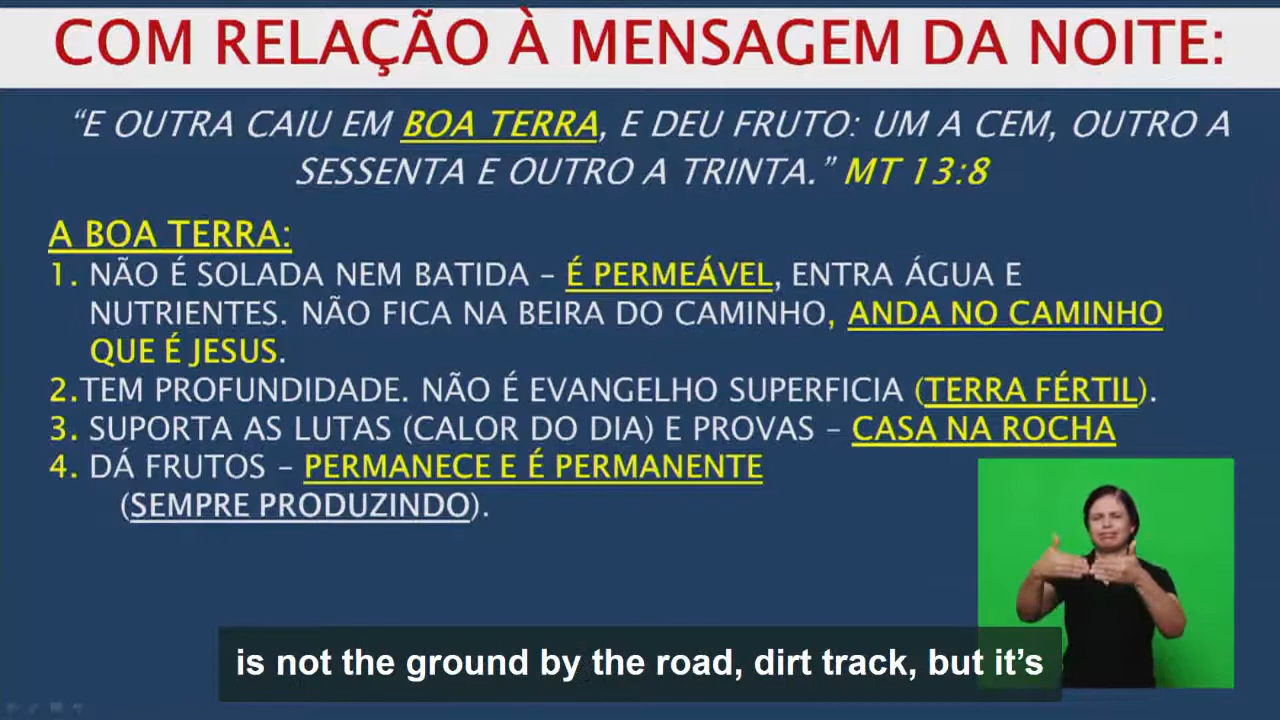 COM RELAÇÃO À MENSAGEM DA NOITE:
“E OUTRA CAIU EM BOA TERRA, E DEU FRUTO: UM A CEM, OUTRO A
SESSENTA E OUTRO A TRINTA.” MT 13:8
A BOA TERRA:
1. NÃO É SOLADA NEM BATIDA – É PERMEÁVEL, ENTRA ÁGUA E
NUTRIENTES. NÃO FICA NA BEIRA DO CAMINHO, ANDA NO CAMINHO
QUE É JESUS.
2.TEM PROFUNDIDADE. NÃO É EVANGELHO SUPERFICIA (TERRA FÉRTIL).
3. SUPORTA AS LUTAS (CALOR DO DIA) E PROVAS – CASA NA ROCHA
4. DÁ FRUTOS – PERMANECE E É PERMANENTE
(SEMPRE PRODUZINDO).
is not the ground by the road, dirt track, but it’s